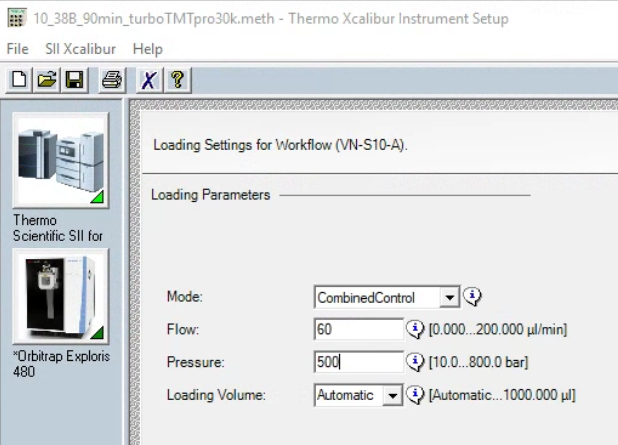 10_38B_90min_turboTMTpro30k.meth - Thermo Xcalibur Instrument Setup
File SII Xcalibur Help
Loading Settings for Workflow (VN-S10-A).
Loading Parameters
Thermo
Scientific SII for
*Orbitrap Exploris
480
Mode: CombinedControl
Flow: 60 [0.000...200.000 µl/min]
Pressure: 500 [10.0...800.0 bar]
Loading Volume: Automatic [Automatic...1000.000 µl]